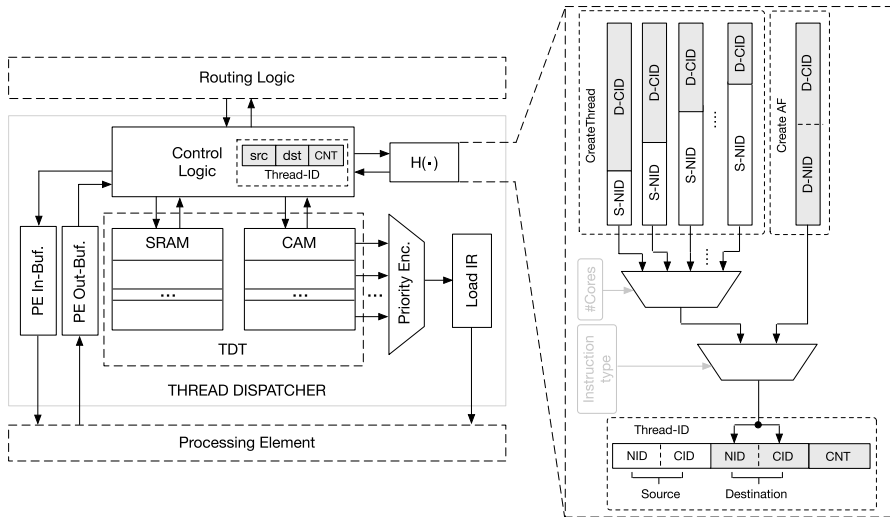 Routing Logic
Control
Logic
src dst CNT
Thread-ID
H(·)
PE In-Buf.
PE Out-Buf.
SRAM
...
CAM
...
TDT
...
Priority Enc.
Load IR
THREAD DISPATCHER
Processing Element
CreateThread
D-CID
S-NID
D-CID
S-NID
D-CID
S-NID
....
D-CID
S-NID
Create AF
D-CID
D-NID
.....
#Cores
Instruction
type
Thread-ID
NID CID NID CID CNT
Source Destination